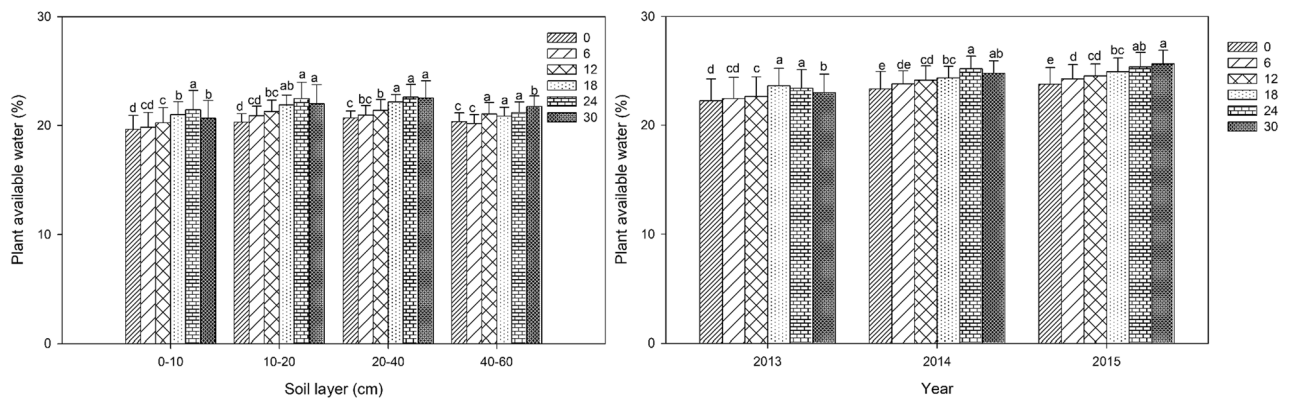 30
20
10
0
Plant available water (%)
d cd c b a b
d cd bc ab a a
c bc b a a a
c c a a a b
0
6
12
18
24
30
0-10 10-20 20-40 40-60
Soil layer (cm)
30
20
10
0
Plant available water (%)
d cd c a a b
e de cd bc a ab
e d cd bc ab a
0
6
12
18
24
30
2013 2014 2015
Year